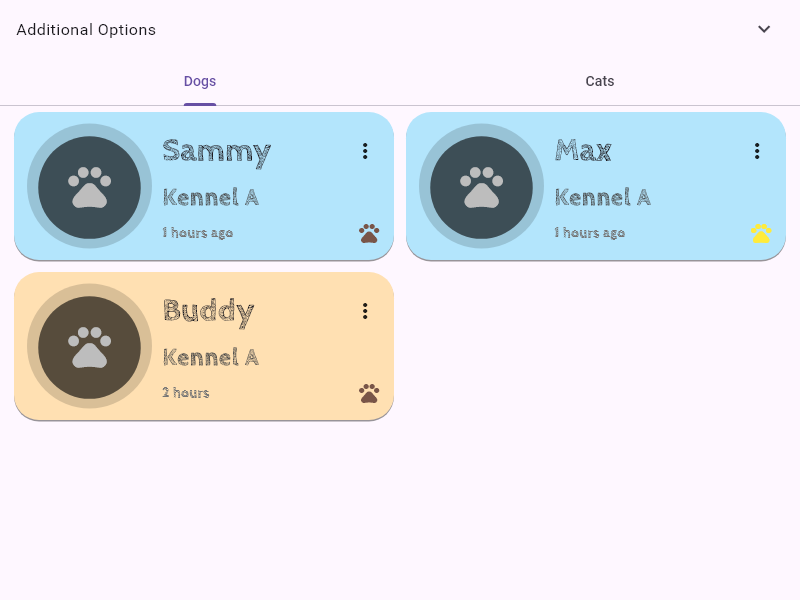 Additional Options
Dogs
Cats
Sammy
Kennel A
1 hours ago
Max
Kennel A
1 hours ago
Buddy
Kennel A
2 hours